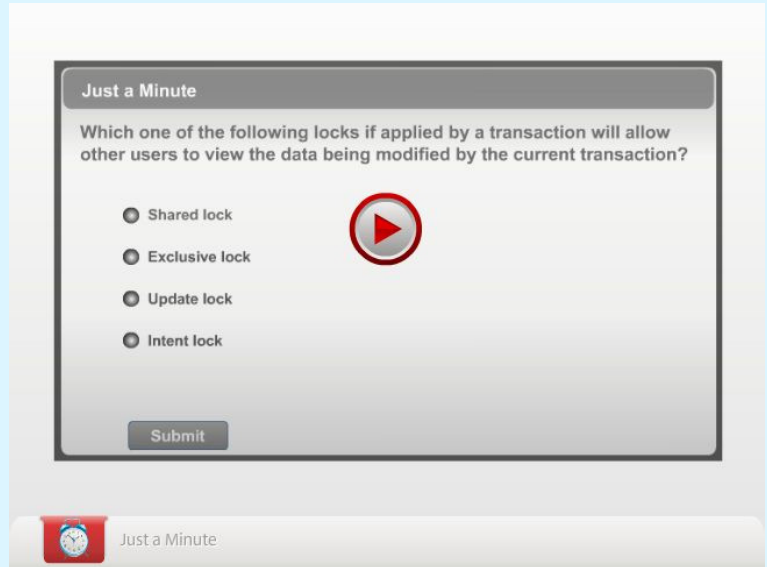 Just a Minute
Which one of the following locks if applied by a transaction will allow
other users to view the data being modified by the current transaction?
Shared lock
Exclusive lock
Update lock
Intent lock
Submit
Just a Minute